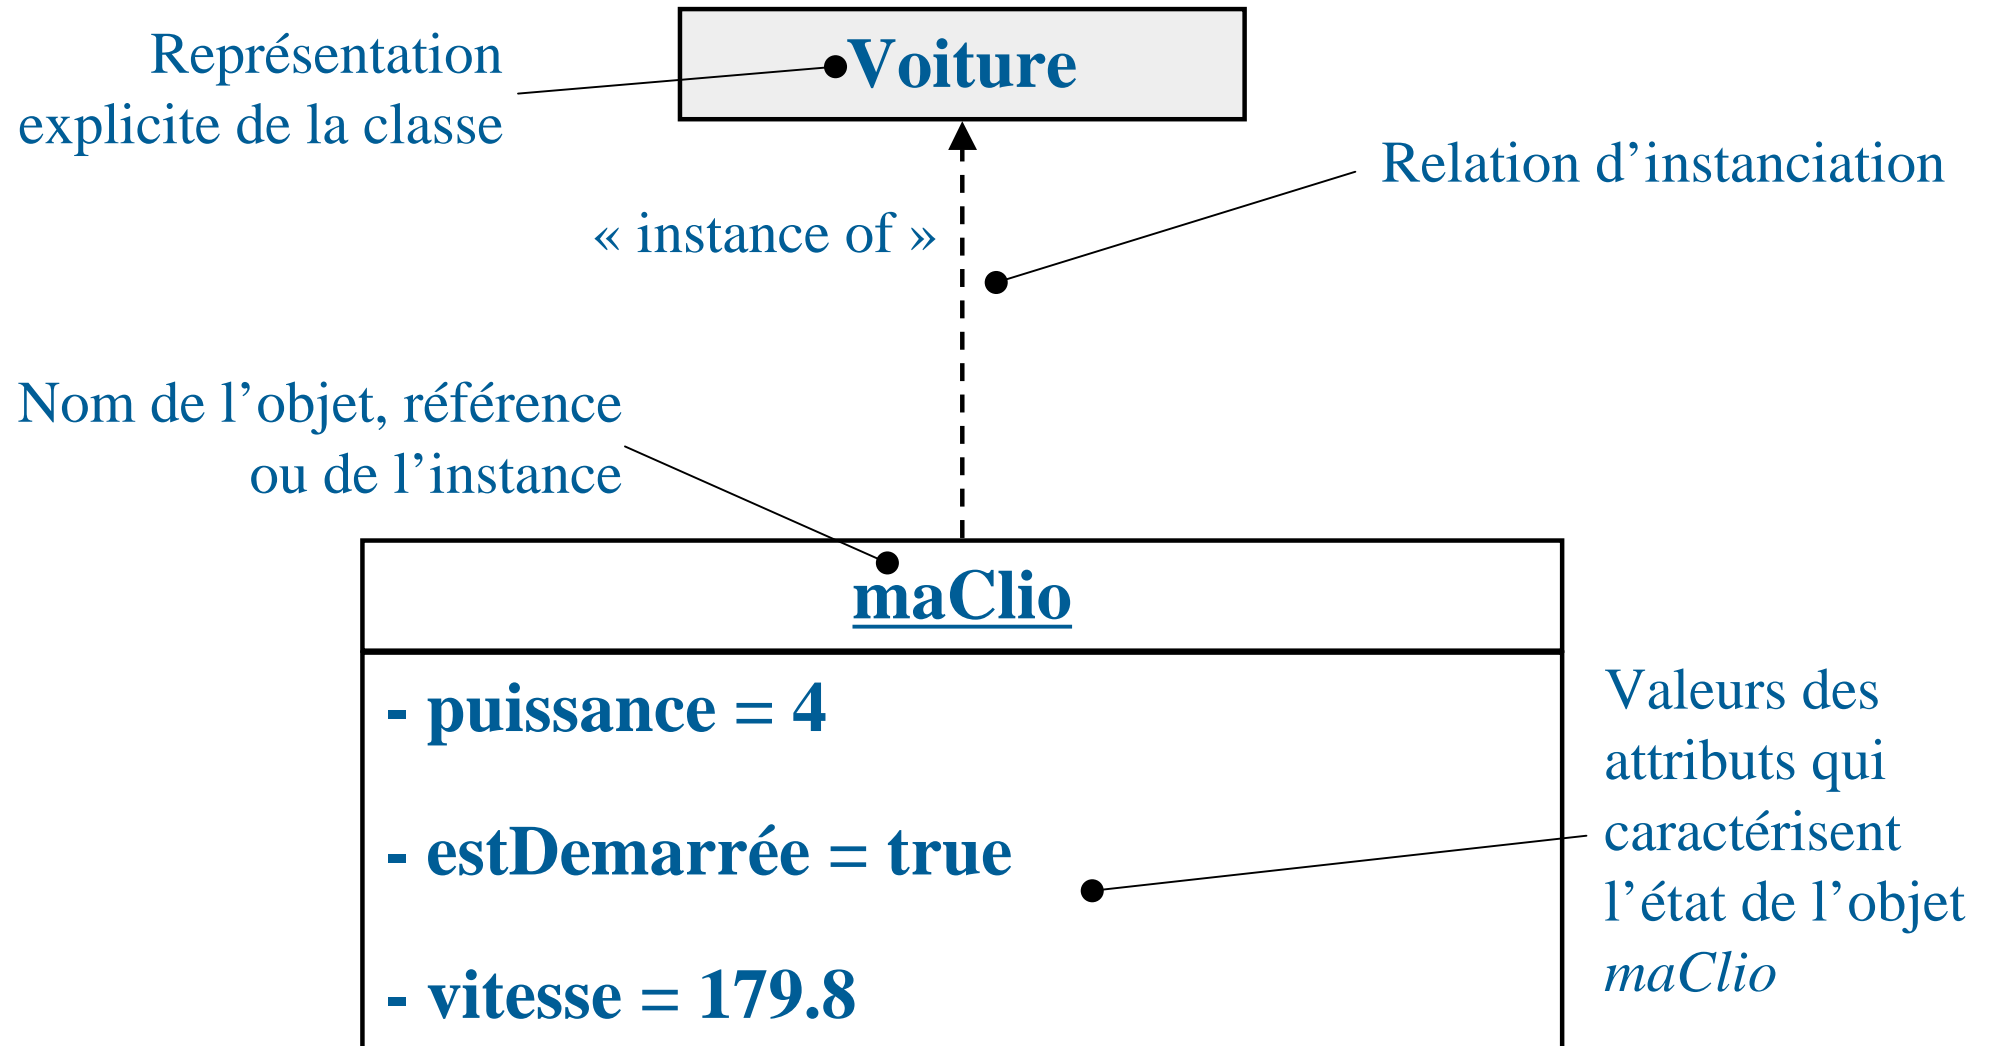 Représentation
explicite de la classe
Voiture
Relation d’instanciation
« instance of »
Nom de l’objet, référence
ou de l’instance
maClio
- puissance = 4
- estDemarrée = true
- vitesse = 179.8
Valeurs des
attributs qui
caractérisent
l’état de l’objet
maClio